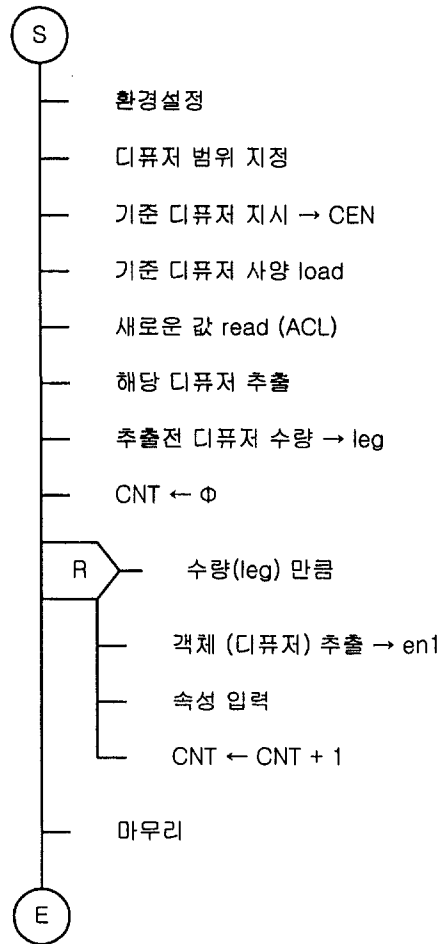 S
환경설정
디퓨저 범위 지정
기준 디퓨저 지시 → CEN
기준 디퓨저 사양 load
새로운 값 read (ACL)
해당 디퓨저 추출
추출전 디퓨저 수량 → leg
CNT ← Φ
R 수량(leg) 만큼
객체 (디퓨저) 추출 → en1
속성 입력
CNT ← CNT + 1
마무리
E